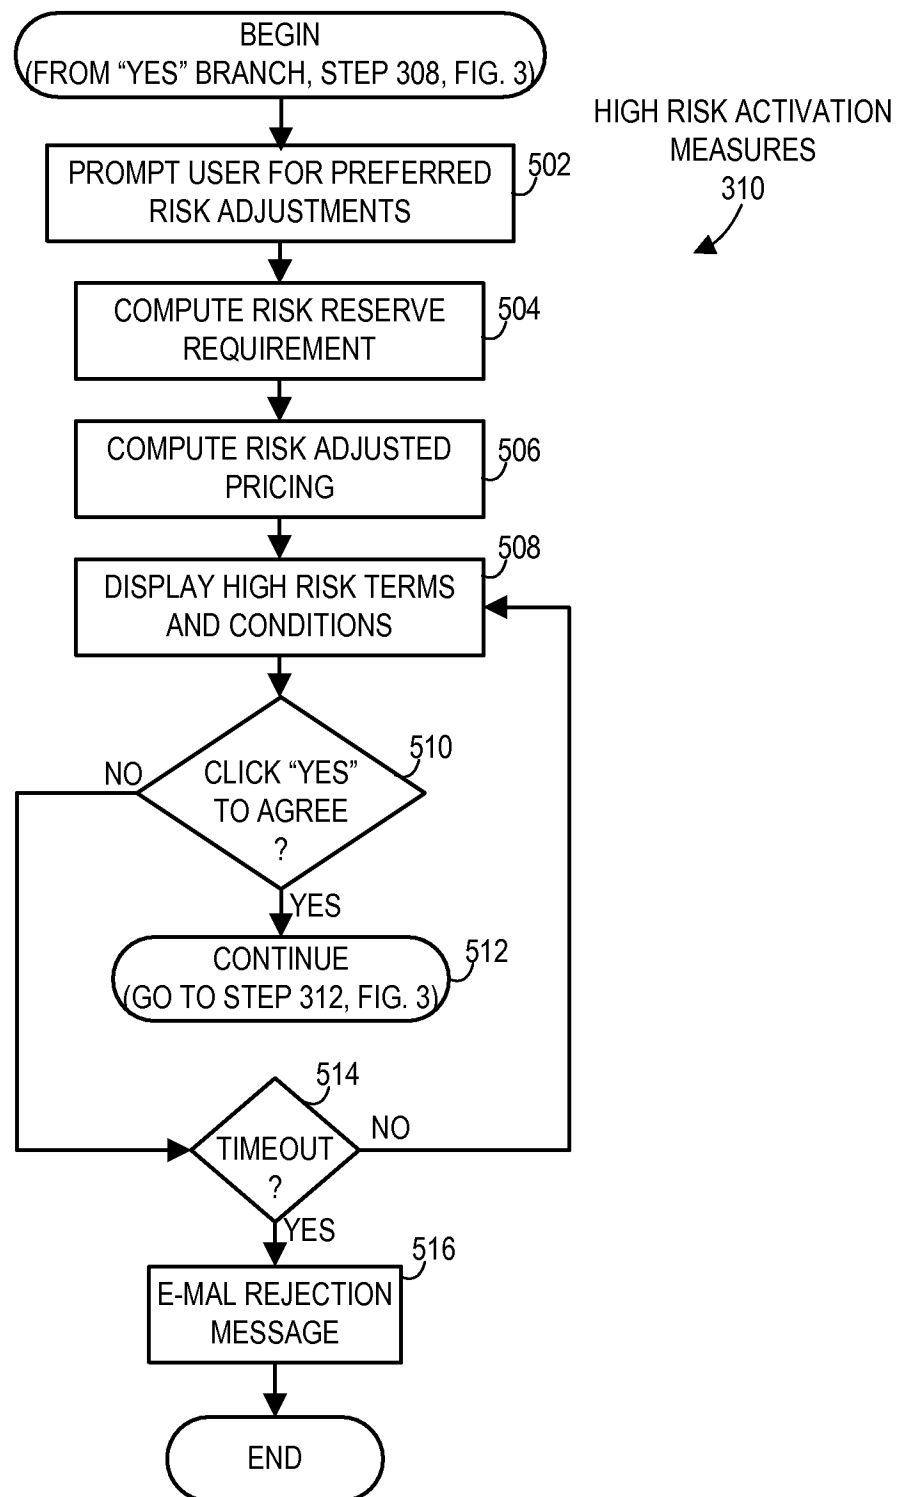 BEGIN
(FROM “YES” BRANCH, STEP 308, FIG. 3)
HIGH RISK ACTIVATION
MEASURES
310
PROMPT USER FOR PREFERRED
RISK ADJUSTMENTS
502
COMPUTE RISK RESERVE
REQUIREMENT
504
COMPUTE RISK ADJUSTED
PRICING
506
DISPLAY HIGH RISK TERMS
AND CONDITIONS
508
CLICK “YES”
TO AGREE
?
510
NO
YES
CONTINUE
(GO TO STEP 312, FIG. 3)
512
TIMEOUT
?
514
NO
YES
E-MAL REJECTION
MESSAGE
516
END